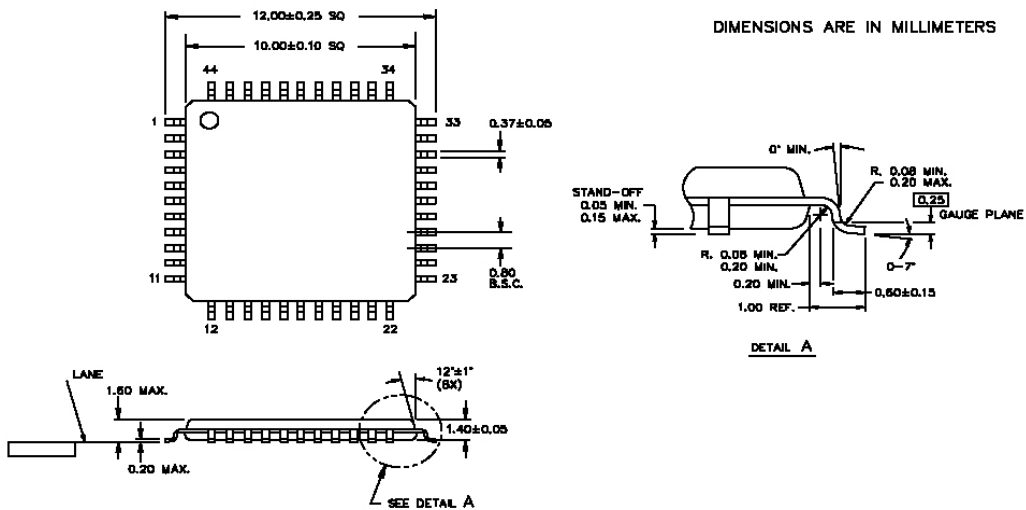 12.00±0.25 SQ
DIMENSIONS ARE IN MILLIMETERS
10.00±0.10 SQ
44
34
1
33
0.37±0.05
0° MIN.
R. 0.08 MIN.
0.20 MAX.
STAND-OFF
0.05 MIN.
0.15 MAX.
0.25
GAUGE PLANE
R. 0.08 MIN.
0.20 MIN.
0-7°
11
23
0.80
B.S.C.
0.20 MIN.
0.60±0.15
1.00 REF.
12
22
DETAIL A
LANE
12°±1°
(8X)
1.60 MAX.
1.40±0.05
0.20 MAX.
SEE DETAIL A